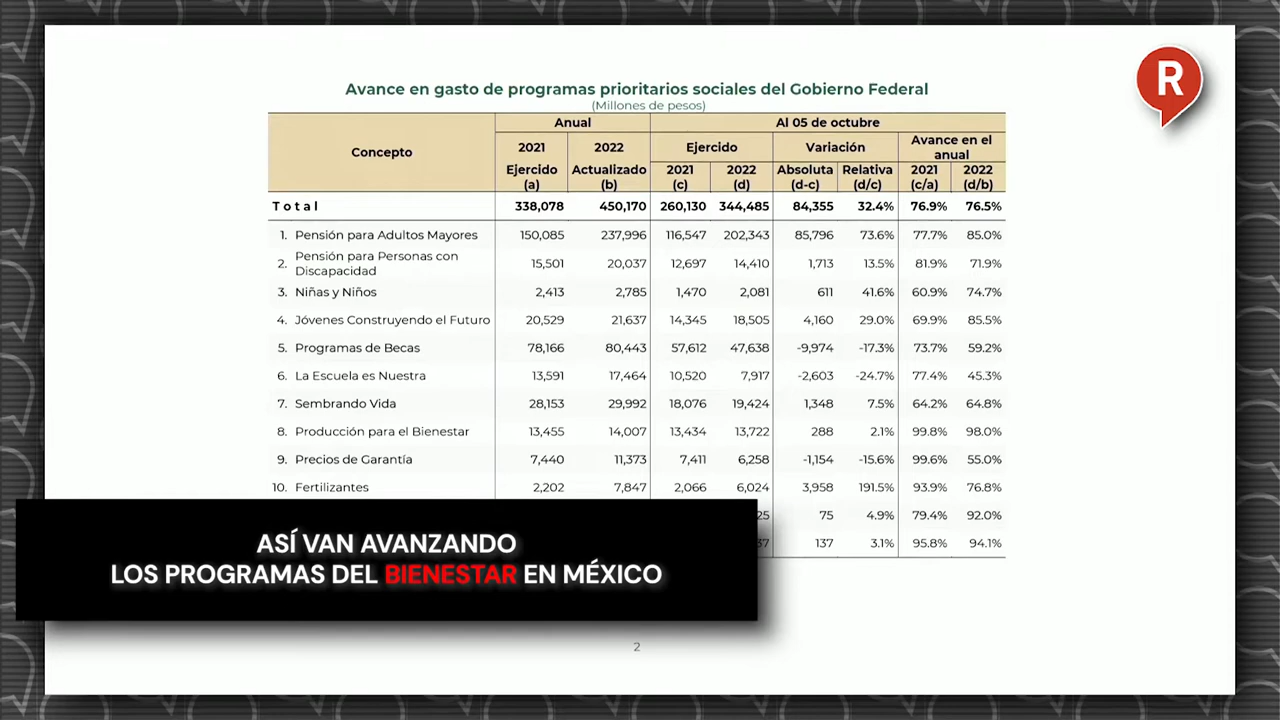 R
Avance en gasto de programas prioritarios sociales del Gobierno Federal
(Millones de pesos)
Concepto Anual Al 05 de octubre
2021 2022 Ejercido Variación Avance en el anual
Ejercido (a) Actualizado (b) 2021 (c) 2022 (d) Absoluta (d-c) Relativa (d/c) 2021 (c/a) 2022 (d/b)
Total 338,078 450,170 260,130 344,485 84,355 32.4% 76.9% 76.5%
1. Pensión para Adultos Mayores 150,085 237,996 116,547 202,343 85,796 73.6% 77.7% 85.0%
2. Pensión para Personas con Discapacidad 15,501 20,037 12,697 14,410 1,713 13.5% 81.9% 71.9%
3. Niñas y Niños 2,413 2,785 1,470 2,081 611 41.6% 60.9% 74.7%
4. Jóvenes Construyendo el Futuro 20,529 21,637 14,345 18,505 4,160 29.0% 69.9% 85.5%
5. Programas de Becas 78,166 80,443 57,612 47,638 -9,974 -17.3% 73.7% 59.2%
6. La Escuela es Nuestra 13,591 17,464 10,520 7,917 -2,603 -24.7% 77.4% 45.3%
7. Sembrando Vida 28,153 29,992 18,076 19,424 1,348 7.5% 64.2% 64.8%
8. Producción para el Bienestar 13,455 14,007 13,434 13,722 288 2.1% 99.8% 98.0%
9. Precios de Garantía 7,440 11,373 7,411 6,258 -1,154 -15.6% 99.6% 55.0%
10. Fertilizantes 2,202 7,847 2,066 6,024 3,958 191.5% 93.9% 76.8%
75 4.9% 79.4% 92.0%
137 3.1% 95.8% 94.1%
ASÍ VAN AVANZANDO
LOS PROGRAMAS DEL BIENESTAR EN MÉXICO
2